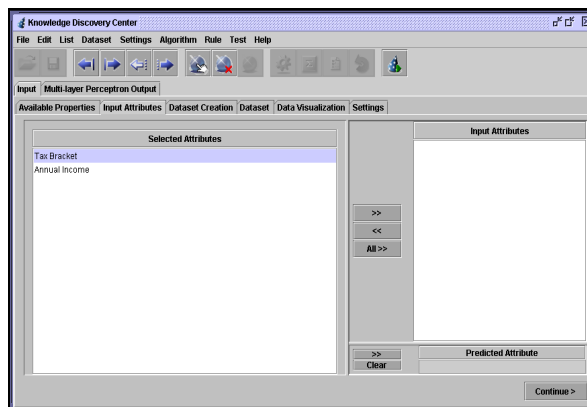 Knowledge Discovery Center
File Edit List Dataset Settings Algorithm Rule Test Help
Input Multi-layer Perceptron Output
Available Properties Input Attributes Dataset Creation Dataset Data Visualization Settings
Selected Attributes
Tax Bracket
Annual Income
>>
<<
All >>
Input Attributes
>>
Clear
Predicted Attribute
Continue >